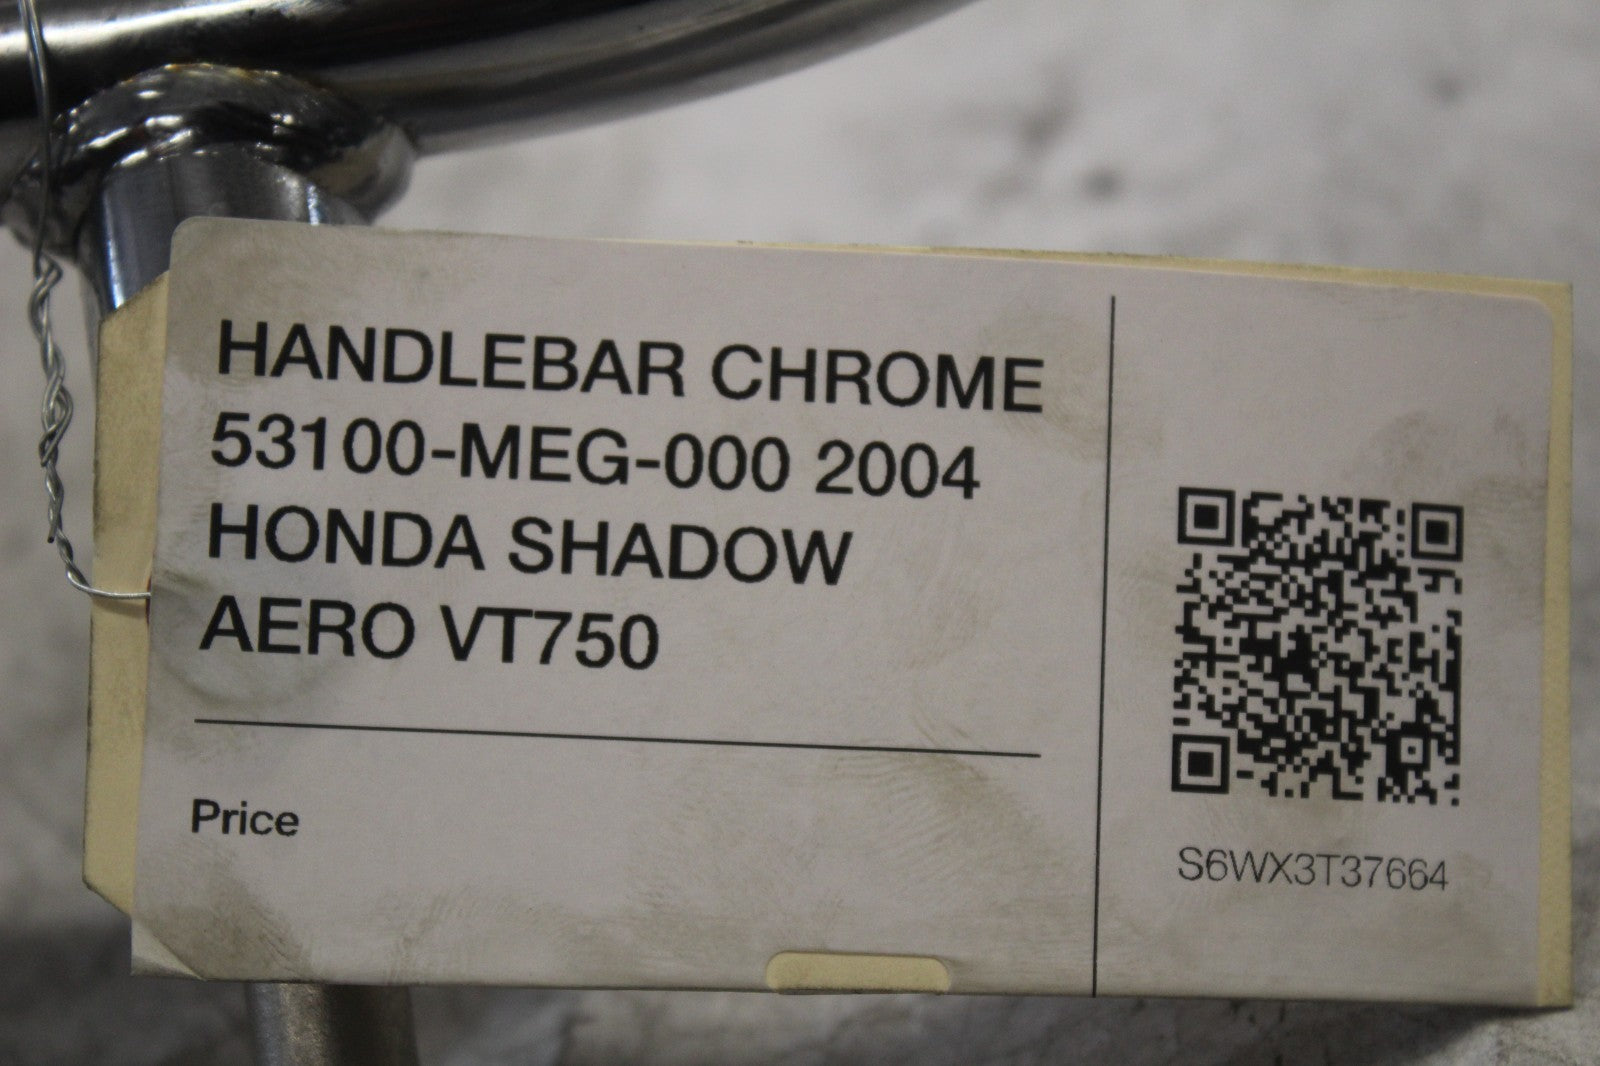 HANDLEBAR CHROME
53100-MEG-000 2004
HONDA SHADOW
AERO VT750
Price
S6WX3T37664